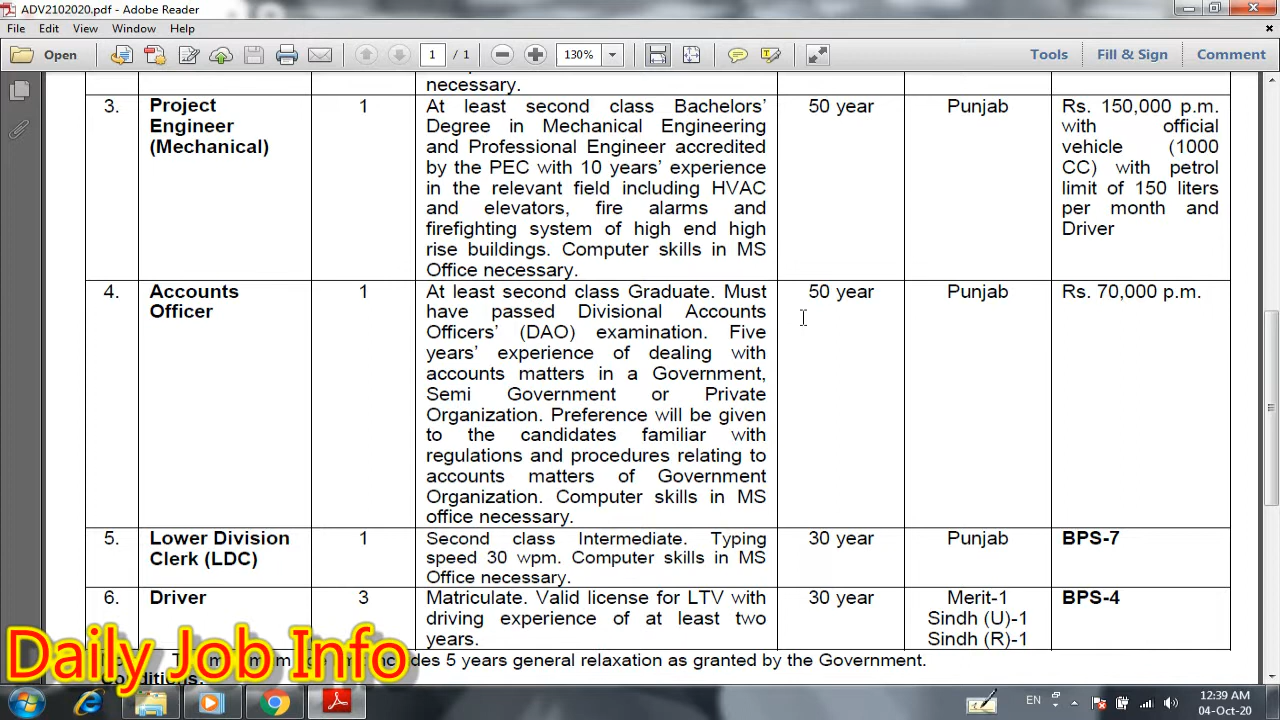 ADV2102020.pdf - Adobe Reader
File Edit View Window Help
Open 1 / 1 130% Tools Fill & Sign Comment
necessary.
3. Project Engineer (Mechanical)
1
At least second class Bachelors'
Degree in Mechanical Engineering
and Professional Engineer accredited
by the PEC with 10 years' experience
in the relevant field including HVAC
and elevators, fire alarms and
firefighting system of high end high
rise buildings. Computer skills in MS
Office necessary.
50 year
Punjab
Rs. 150,000 p.m.
with official
vehicle (1000
CC) with petrol
limit of 150 liters
per month and
Driver
4. Accounts Officer
1
At least second class Graduate. Must
have passed Divisional Accounts
Officers' (DAO) examination. Five
years' experience of dealing with
accounts matters in a Government,
Semi Government or Private
Organization. Preference will be given
to the candidates familiar with
regulations and procedures relating to
accounts matters of Government
Organization. Computer skills in MS
office necessary.
50 year
Punjab
Rs. 70,000 p.m.
5. Lower Division Clerk (LDC)
1
Second class Intermediate. Typing
speed 30 wpm. Computer skills in MS
Office necessary.
30 year
Punjab
BPS-7
6. Driver
3
Matriculate. Valid license for LTV with
driving experience of at least two
years.
30 year
Merit-1
Sindh (U)-1
Sindh (R)-1
BPS-4
5 years general relaxation as granted by the Government.
Conditions:
Daily Job Info
EN
12:39 AM
04-Oct-20